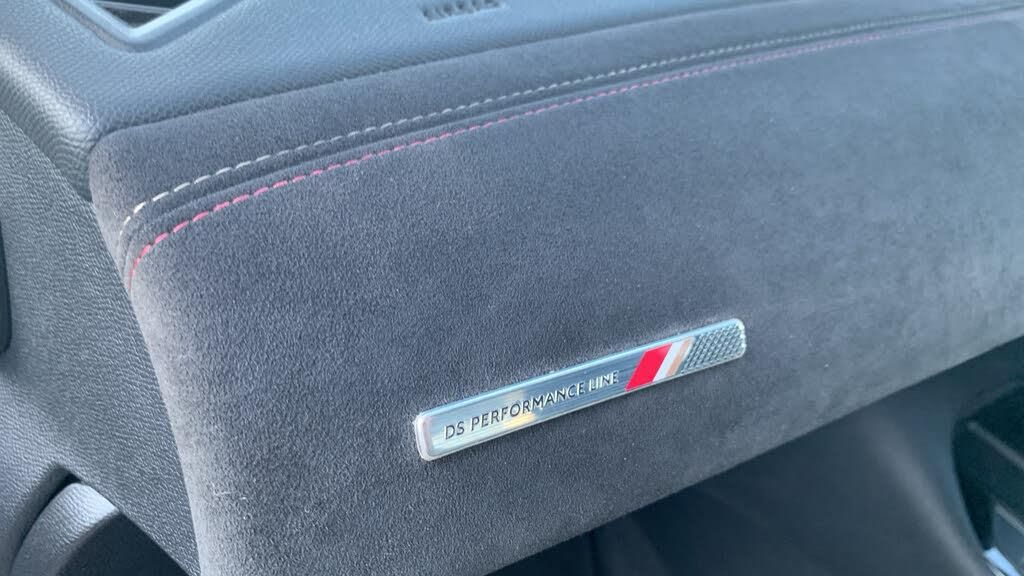 DS PERFORMANCE LINE